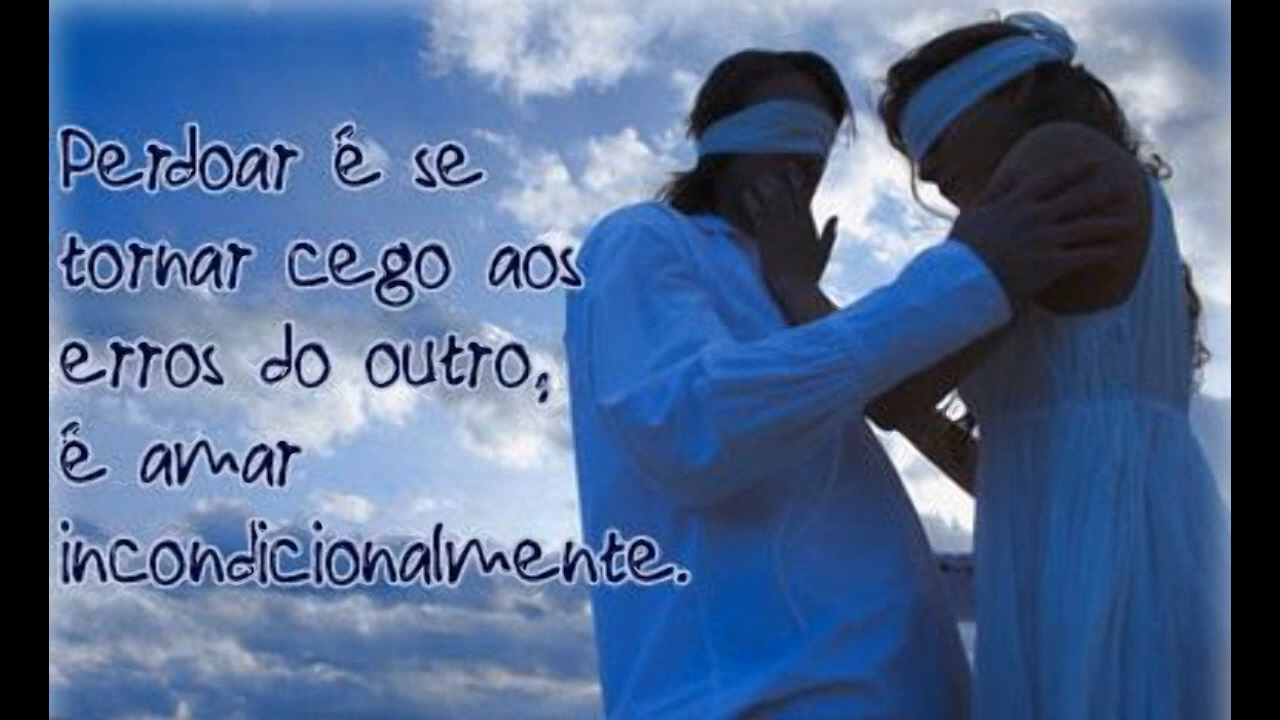 Perdoar é se
tornar cego aos
erros do outro,
é amar
incondicionalmente.